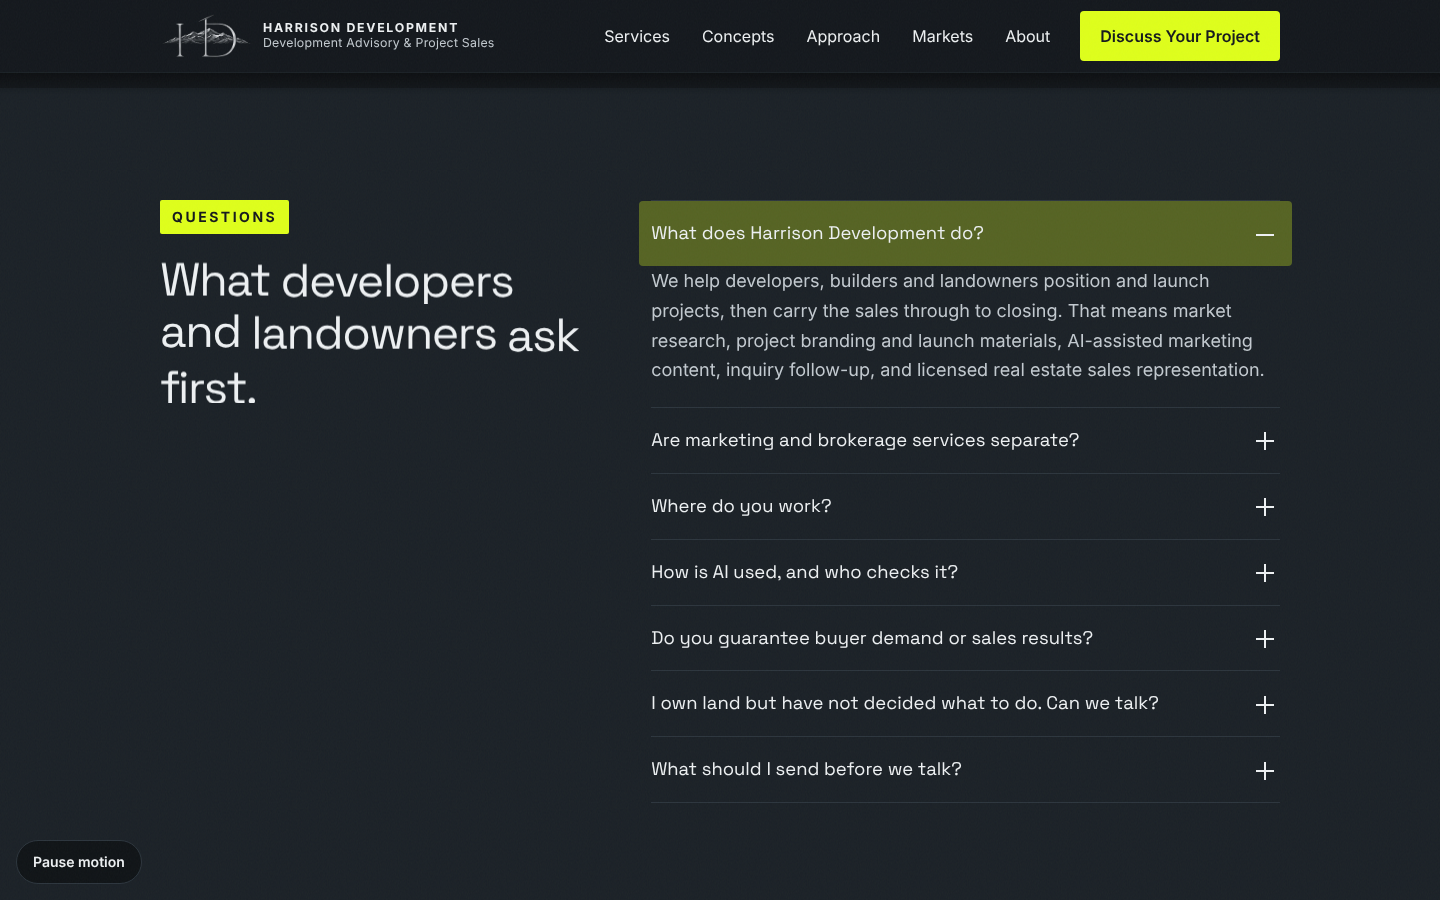 HD
HARRISON DEVELOPMENT
Development Advisory & Project Sales
Services
Concepts
Approach
Markets
About
Discuss Your Project
QUESTIONS
What developers
and landowners ask
first.
What does Harrison Development do?
We help developers, builders and landowners position and launch
projects, then carry the sales through to closing. That means market
research, project branding and launch materials, AI-assisted marketing
content, inquiry follow-up, and licensed real estate sales representation.
Are marketing and brokerage services separate?
Where do you work?
How is AI used, and who checks it?
Do you guarantee buyer demand or sales results?
I own land but have not decided what to do. Can we talk?
What should I send before we talk?
Pause motion